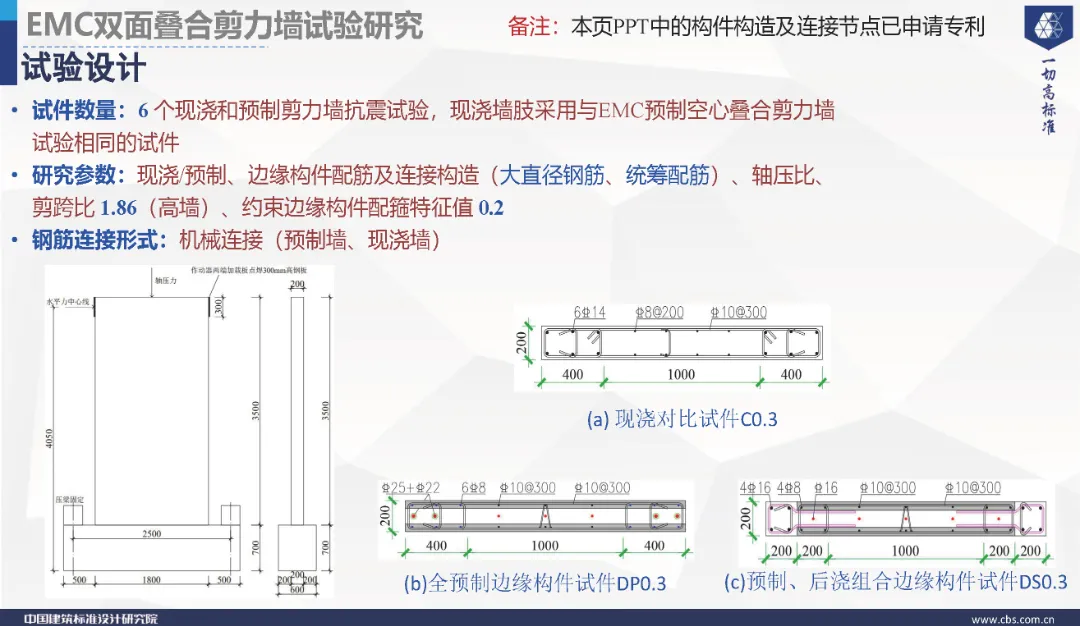 EMC双面叠合剪力墙试验研究
备注：本页PPT中的构件构造及连接节点已申请专利
一切高标准
试验设计
• 试件数量：6 个现浇和预制剪力墙抗震试验，现浇墙肢采用与EMC预制空心叠合剪力墙
试验相同的试件
• 研究参数：现浇/预制、边缘构件配筋及连接构造（大直径钢筋、统筹配筋）、轴压比、
剪跨比 1.86（高墙）、约束边缘构件配箍特征值 0.2
• 钢筋连接形式：机械连接（预制墙、现浇墙）
作动器两端加载板点焊300mm高钢板
轴压力
水平力中心线
200
300
4050
3500
3500
压梁固定
2500
700
700
500
1800
500
200
200
200
600
6Φ14
Φ8@200
Φ10@300
200
400
1000
400
(a) 现浇对比试件C0.3
Φ25+Φ22
6Φ8
Φ10@300
Φ10@300
200
400
1000
400
(b)全预制边缘构件试件DP0.3
4Φ16
4Φ8
Φ16
Φ10@300
Φ10@300
200
200
200
1000
200
200
(c)预制、后浇组合边缘构件试件DS0.3
中国建筑标准设计研究院
www.cbs.com.cn